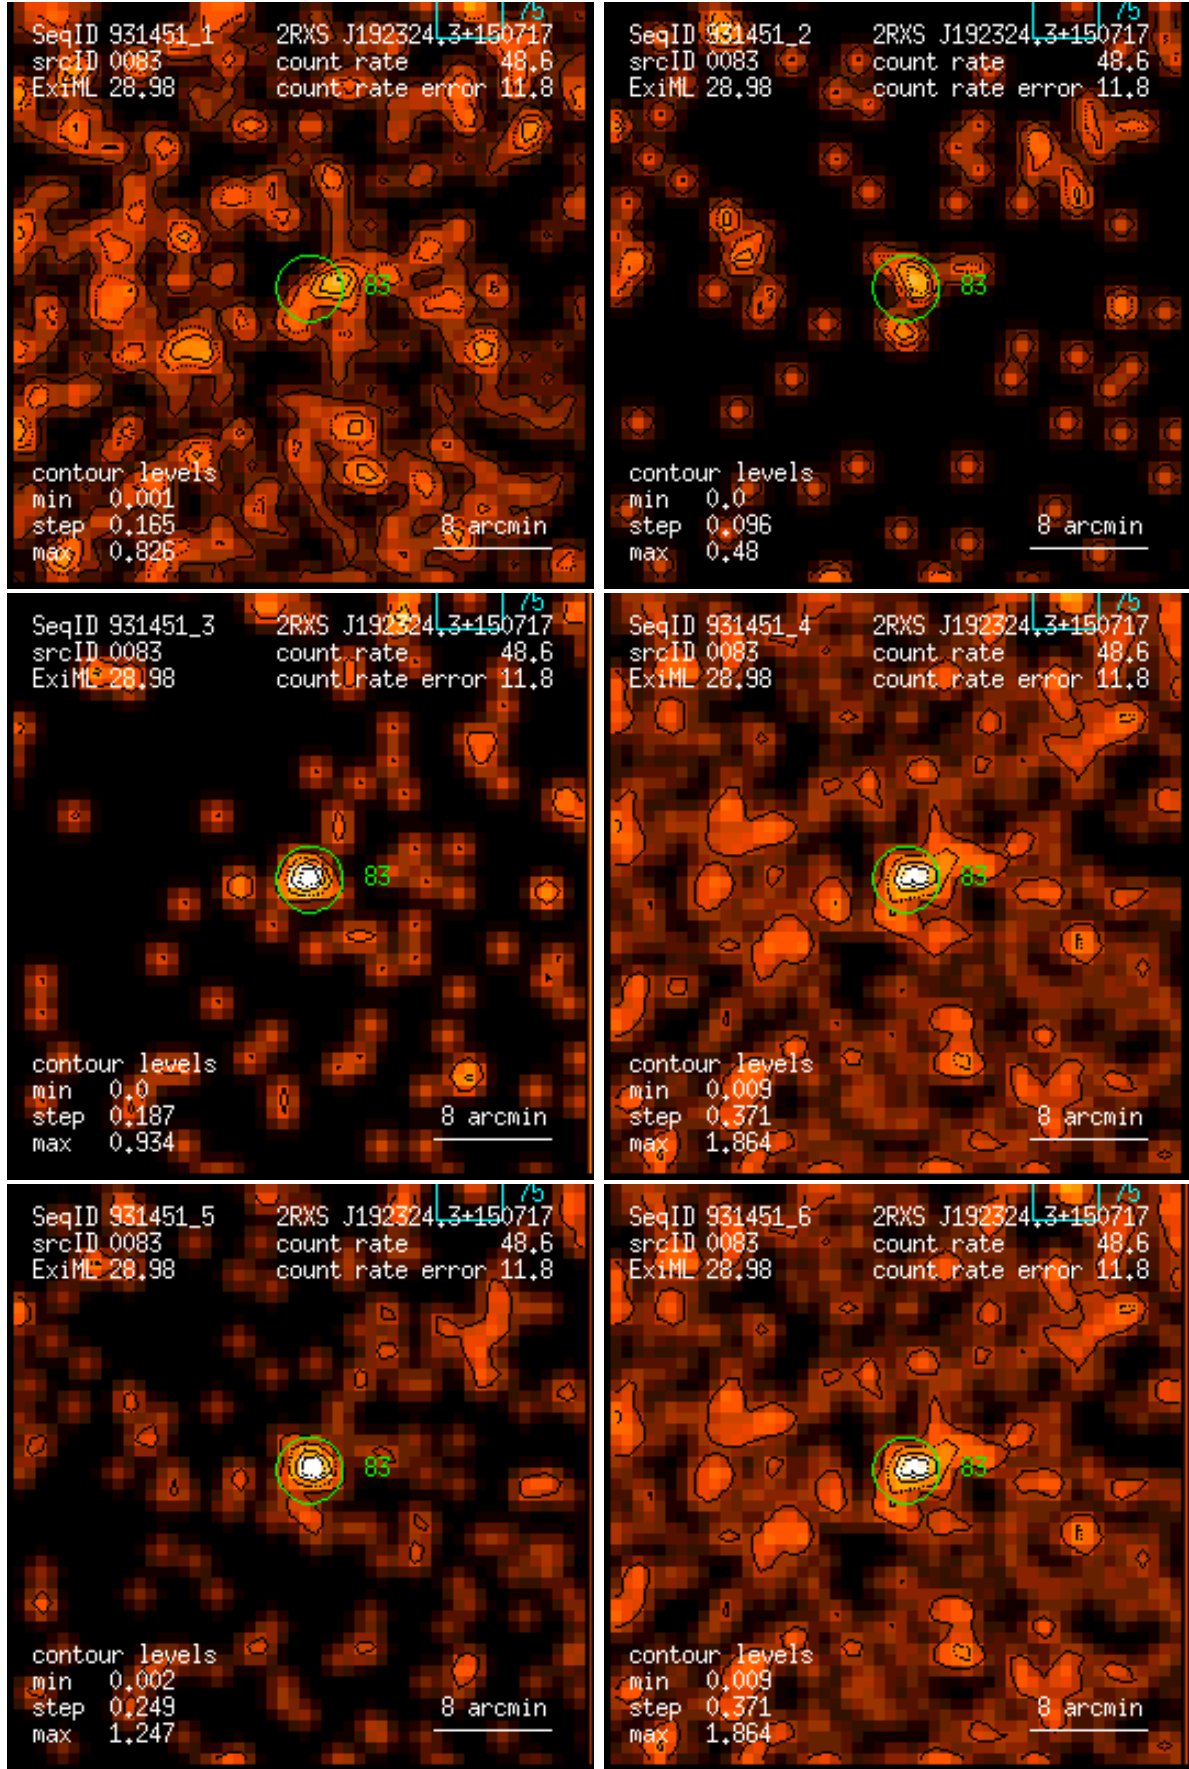 75
SeqID 931451_1 2RXS J192324.3+150717
srcID 0083 count rate 48.6
ExiML 28.98 count rate error 11.8
83
contour levels
min 0.001
step 0.165 8 arcmin
max 0.826
75
SeqID 931451_2 2RXS J192324.3+150717
srcID 0083 count rate 48.6
ExiML 28.98 count rate error 11.8
83
contour levels
min 0.0
step 0.096 8 arcmin
max 0.48
75
SeqID 931451_3 2RXS J192324.3+150717
srcID 0083 count rate 48.6
ExiML 28.98 count rate error 11.8
83
contour levels
min 0.0
step 0.187 8 arcmin
max 0.934
75
SeqID 931451_4 2RXS J192324.3+150717
srcID 0083 count rate 48.6
ExiML 28.98 count rate error 11.8
83
contour levels
min 0.009
step 0.371 8 arcmin
max 1.864
75
SeqID 931451_5 2RXS J192324.3+150717
srcID 0083 count rate 48.6
ExiML 28.98 count rate error 11.8
83
contour levels
min 0.002
step 0.249 8 arcmin
max 1.247
75
SeqID 931451_6 2RXS J192324.3+150717
srcID 0083 count rate 48.6
ExiML 28.98 count rate error 11.8
83
contour levels
min 0.009
step 0.371 8 arcmin
max 1.864